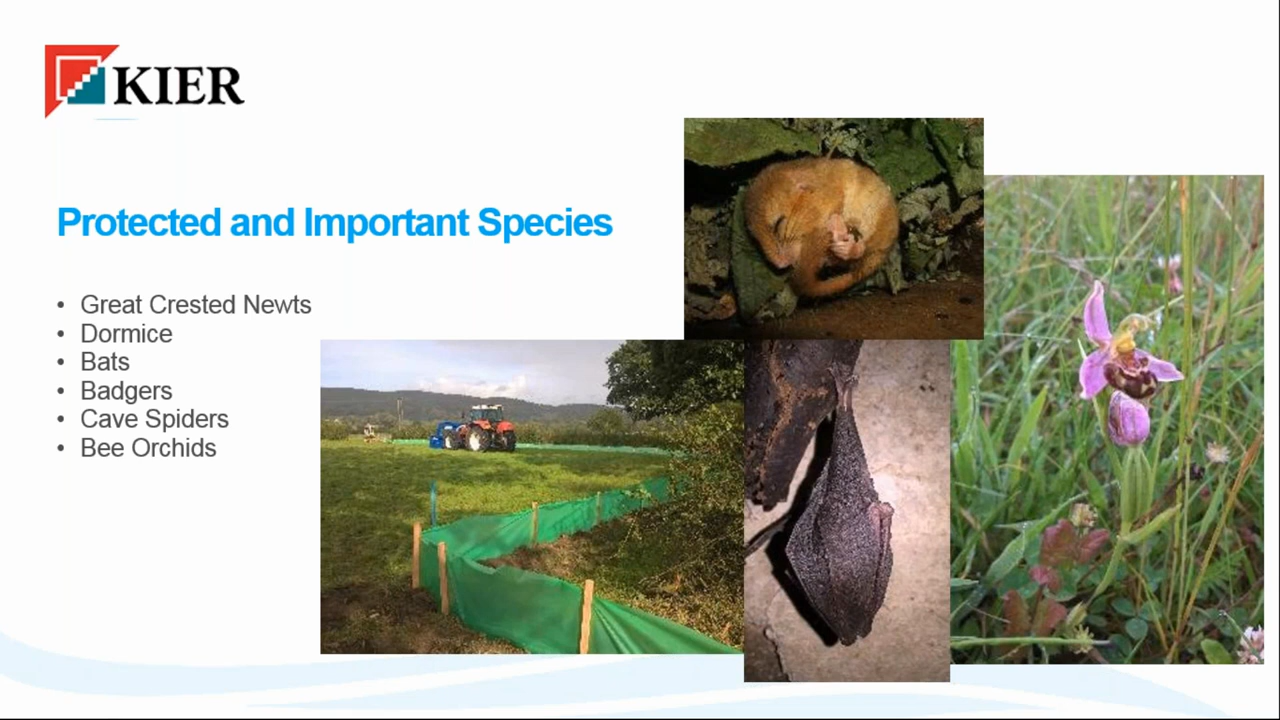 KIER
Protected and Important Species
• Great Crested Newts
• Dormice
• Bats
• Badgers
• Cave Spiders
• Bee Orchids